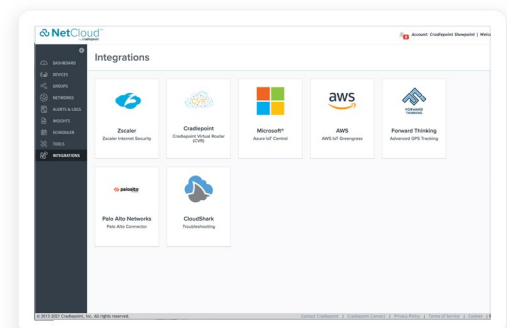 NetCloud
cradlepoint
Account: Cradlepoint Showpoint | Welco
DASHBOARD
DEVICES
GROUPS
NETWORKS
ALERTS & LOGS
INSIGHTS
SCHEDULER
TOOLS
INTEGRATIONS
Integrations
Zscaler
Zscaler Internet Security
CVR
Cradlepoint
Cradlepoint Virtual Router
(CVR)
Microsoft®
Azure IoT Central
aws
AWS
AWS IoT Greengrass
FORWARD
THINKING
Forward Thinking
Advanced GPS Tracking
paloalto
Palo Alto Networks
Palo Alto Connector
CloudShark
Troubleshooting
© 2013-2021 Cradlepoint, Inc. All rights reserved.
Contact Cradlepoint | Cradlepoint Careers | Privacy Policy | Terms of Service | Cookies |